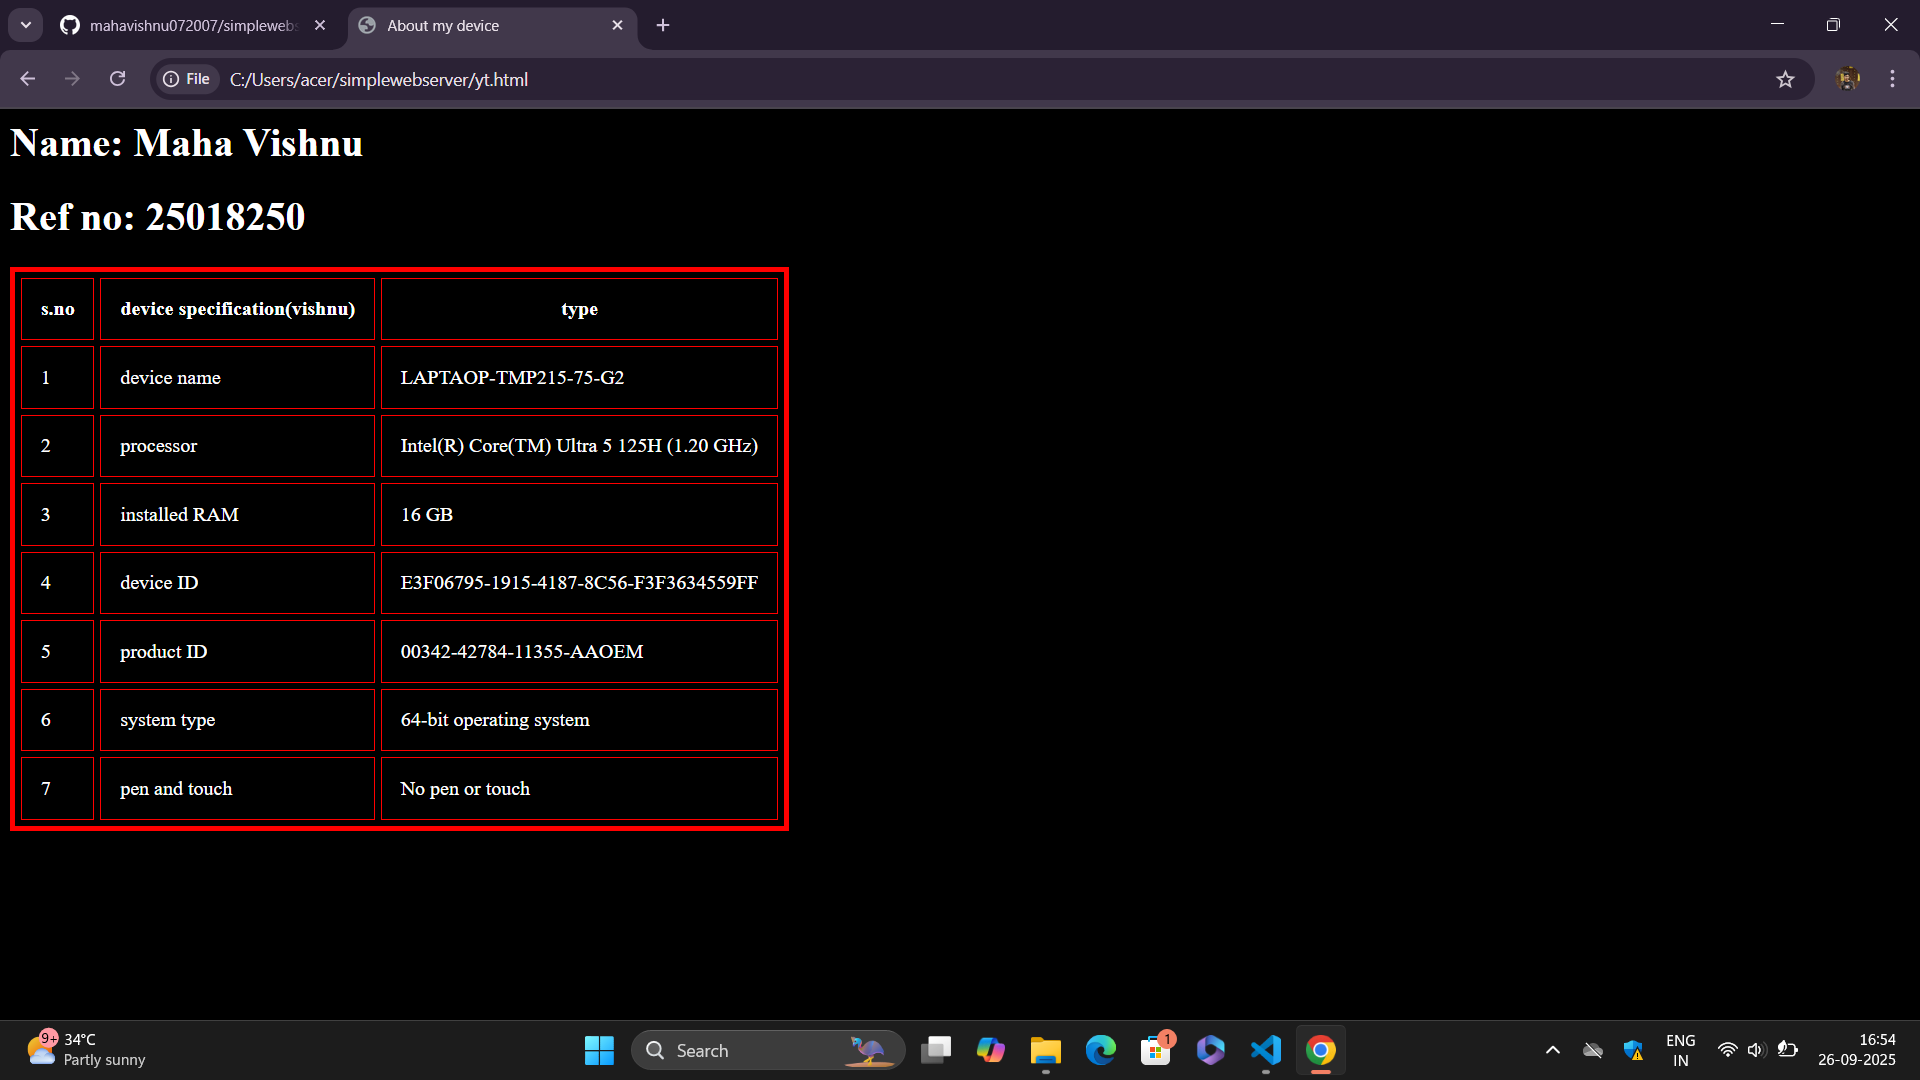 mahavishnu072007/simplewebs
About my device
File
C:/Users/acer/simplewebserver/yt.html
Name: Maha Vishnu
Ref no: 25018250
s.no device specification(vishnu) type
1 device name LAPTAOP-TMP215-75-G2
2 processor Intel(R) Core(TM) Ultra 5 125H (1.20 GHz)
3 installed RAM 16 GB
4 device ID E3F06795-1915-4187-8C56-F3F3634559FF
5 product ID 00342-42784-11355-AAOEM
6 system type 64-bit operating system
7 pen and touch No pen or touch
9+
34°C
Partly sunny
Search
1
ENG
IN
16:54
26-09-2025